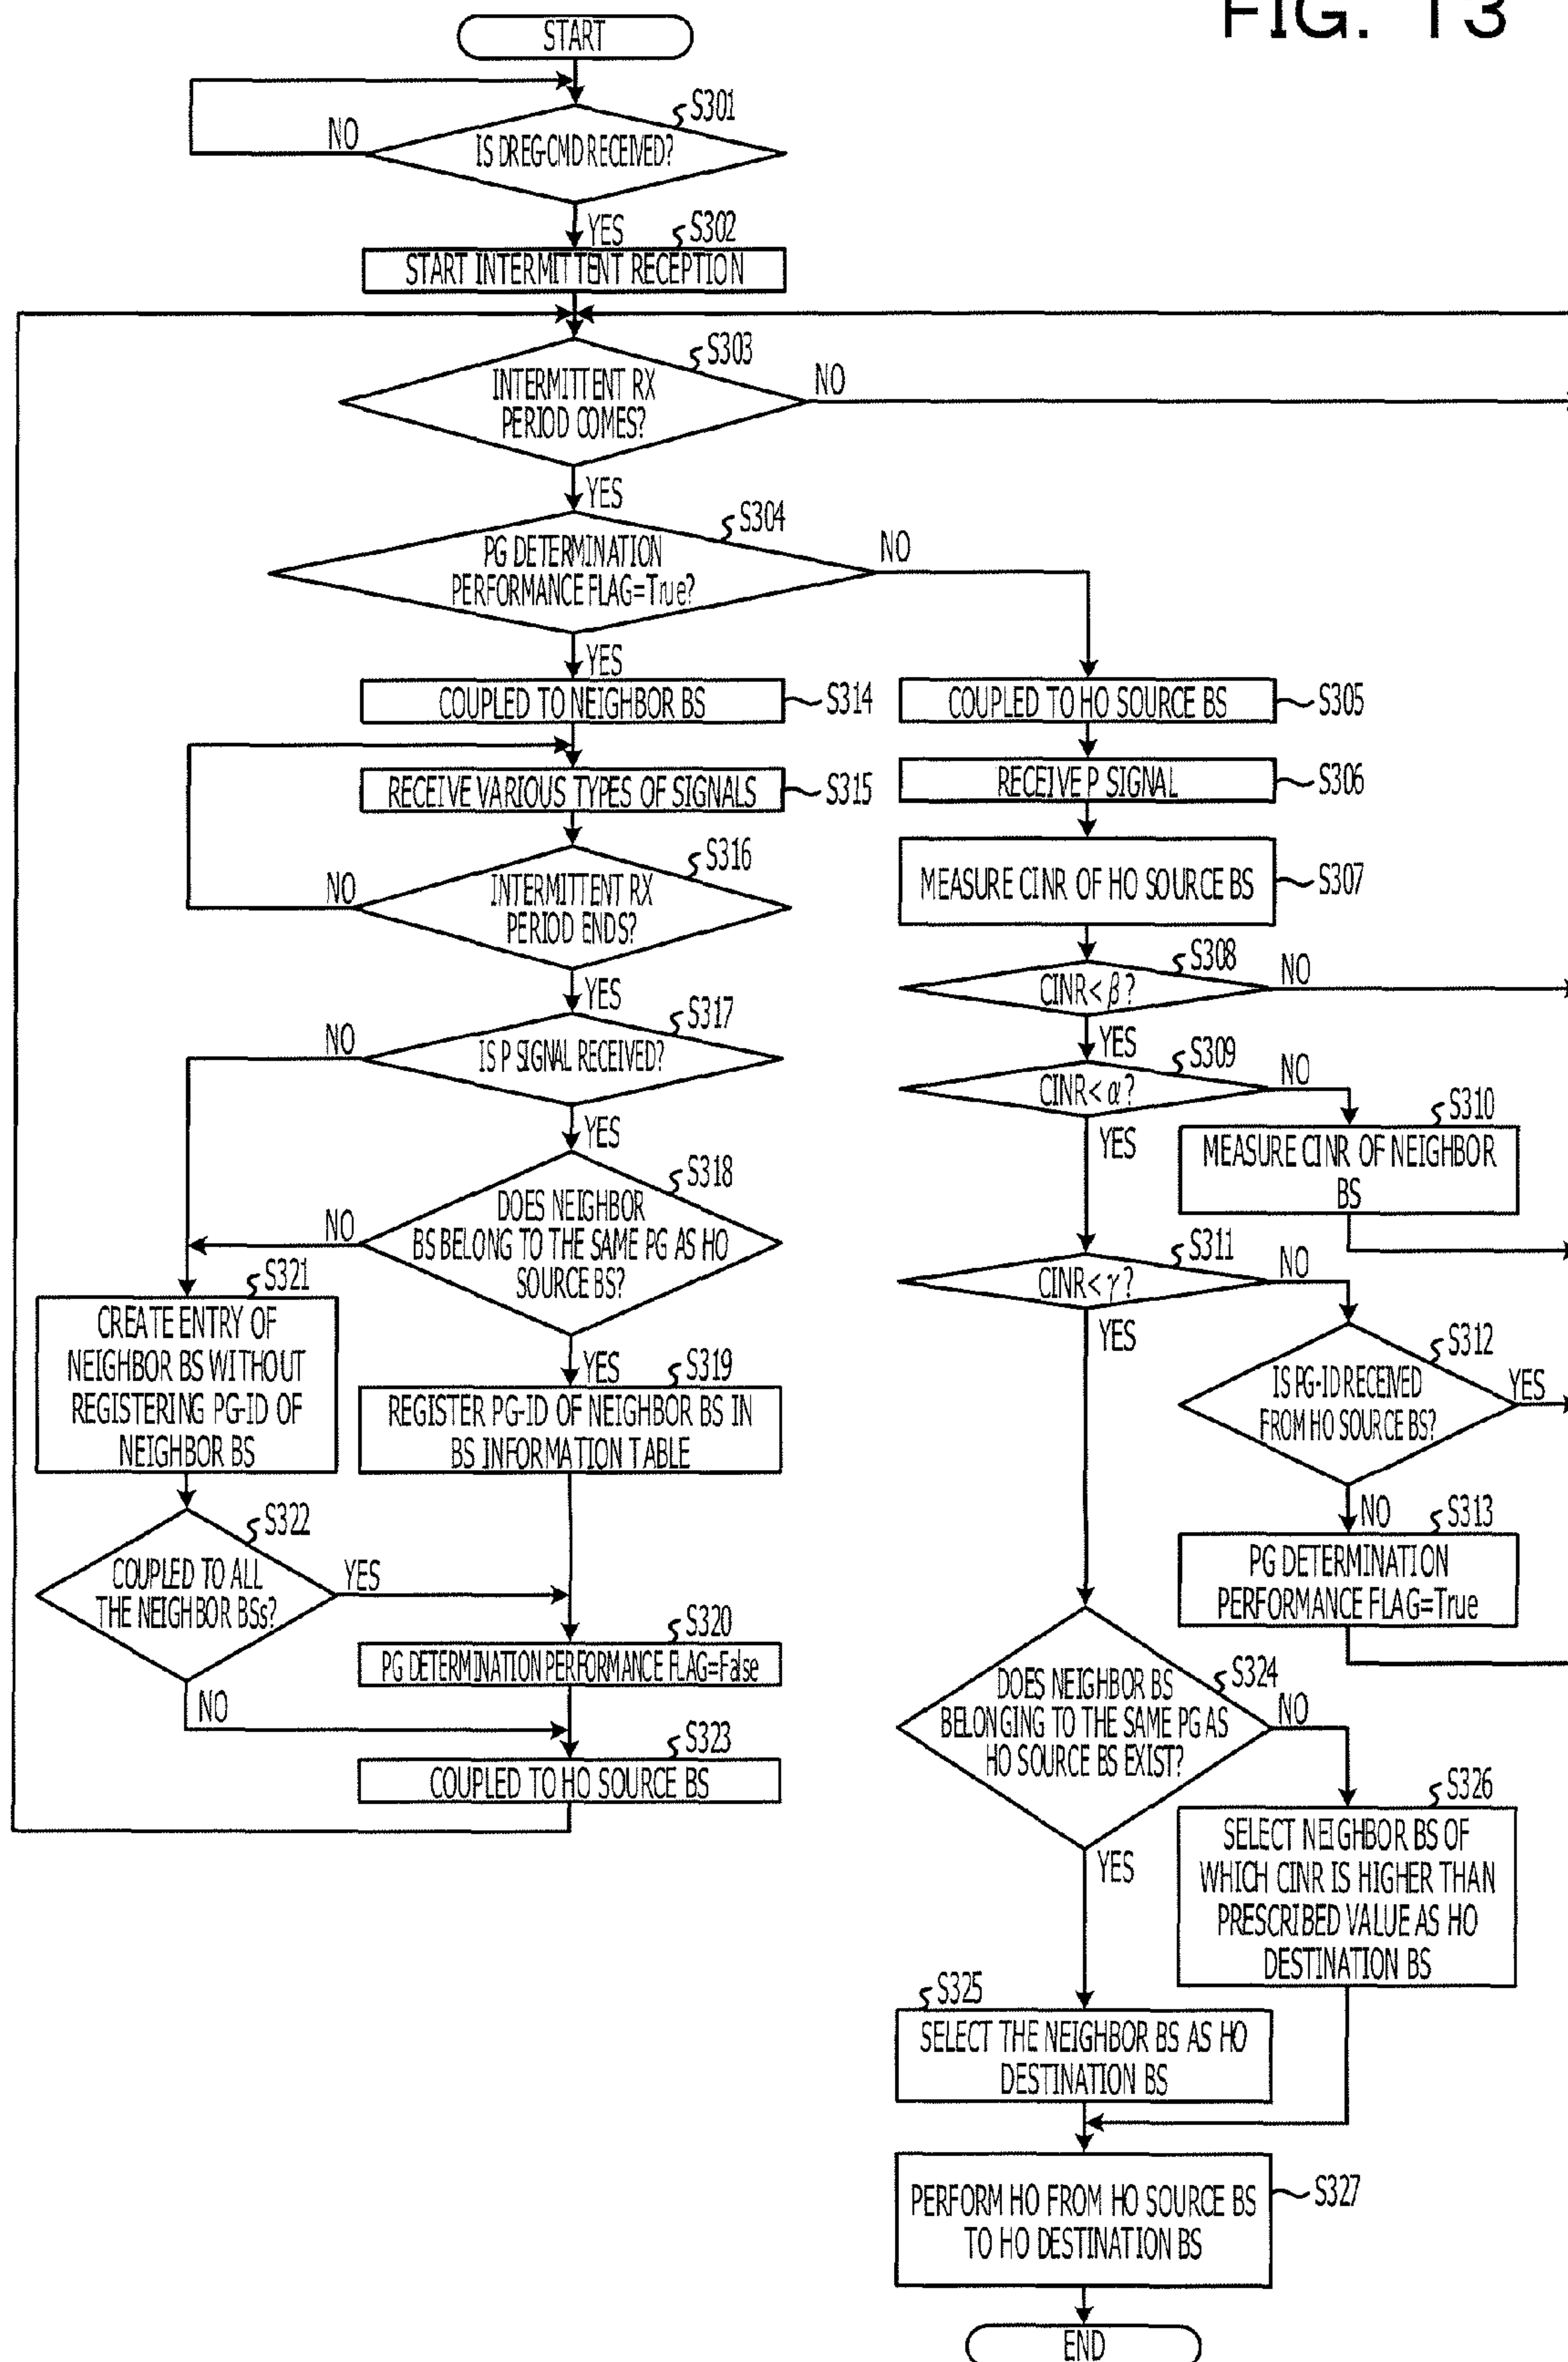 FIG. 13
START
S301
IS DREG-CMD RECEIVED?
NO
YES
S302
START INTERMITTENT RECEPTION
S303
INTERMITTENT RX
PERIOD COMES?
NO
YES
S304
PG DETERMINATION
PERFORMANCE FLAG=True?
NO
YES
COUPLED TO NEIGHBOR BS
S314
RECEIVE VARIOUS TYPES OF SIGNALS
S315
S316
INTERMITTENT RX
PERIOD ENDS?
NO
YES
S317
IS P SIGNAL RECEIVED?
NO
YES
S318
DOES NEIGHBOR
BS BELONG TO THE SAME PG AS HO
SOURCE BS?
NO
YES
S319
REGISTER PG-ID OF NEIGHBOR BS IN
BS INFORMATION TABLE
S321
CREATE ENTRY OF
NEIGHBOR BS WITHOUT
REGISTERING PG-ID OF
NEIGHBOR BS
S322
COUPLED TO ALL
THE NEIGHBOR BSs?
YES
NO
S320
PG DETERMINATION PERFORMANCE FLAG=False
S323
COUPLED TO HO SOURCE BS
COUPLED TO HO SOURCE BS
S305
RECEIVE P SIGNAL
S306
MEASURE CINR OF HO SOURCE BS
S307
S308
CINR< β?
NO
YES
S309
CINR< α?
NO
YES
S310
MEASURE CINR OF NEIGHBOR
BS
S311
CINR< γ?
NO
YES
S312
IS PG-ID RECEIVED
FROM HO SOURCE BS?
YES
NO
S313
PG DETERMINATION
PERFORMANCE FLAG=True
S324
DOES NEIGHBOR BS
BELONGING TO THE SAME PG AS
HO SOURCE BS EXIST?
NO
YES
S326
SELECT NEIGHBOR BS OF
WHICH CINR IS HIGHER THAN
PRESCRIBED VALUE AS HO
DESTINATION BS
S325
SELECT THE NEIGHBOR BS AS HO
DESTINATION BS
PERFORM HO FROM HO SOURCE BS
TO HO DESTINATION BS
S327
END